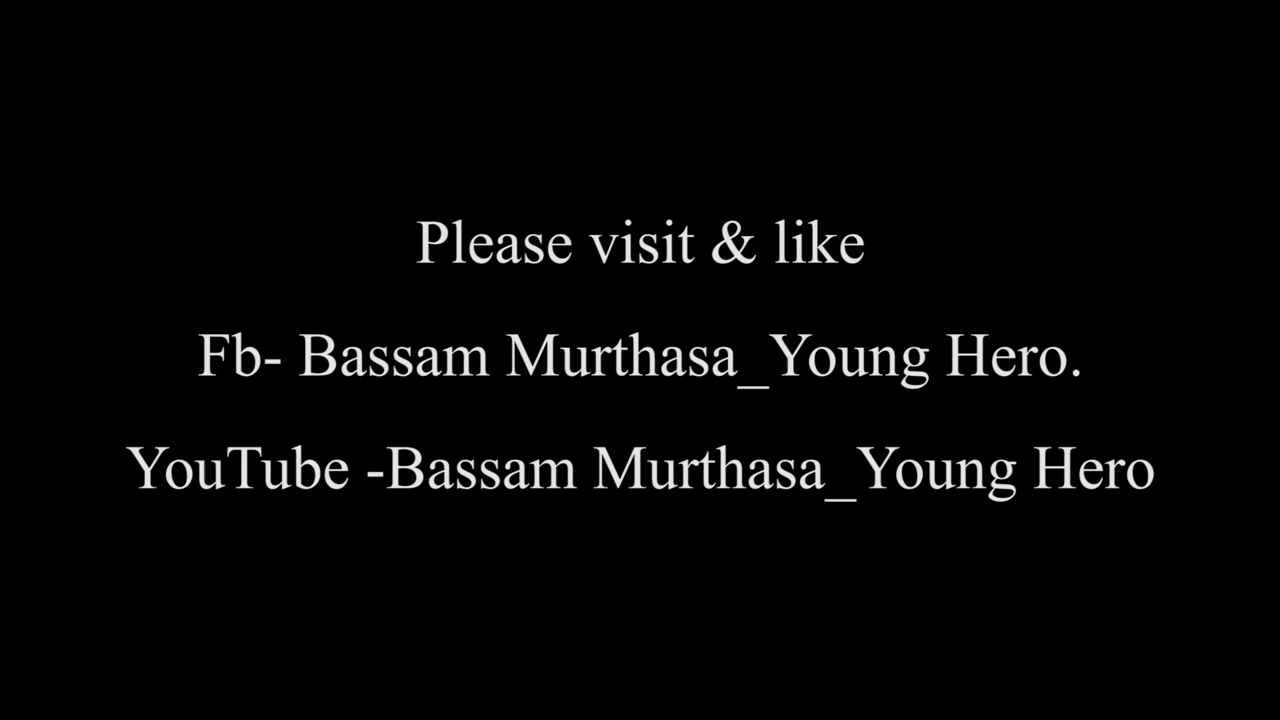 Please visit & like
Fb- Bassam Murthasa_Young Hero.
YouTube -Bassam Murthasa_Young Hero